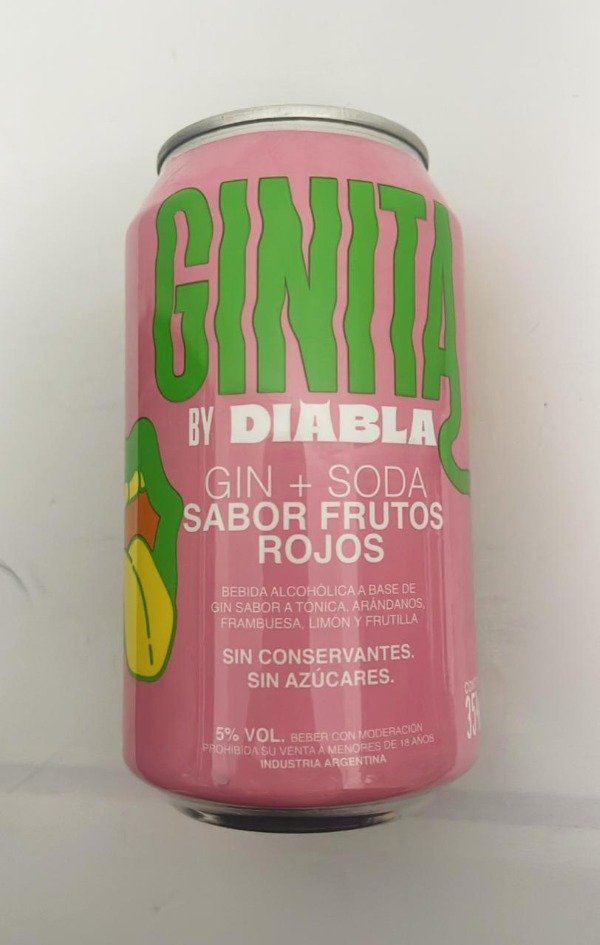 GINITA
BY DIABLA
GIN + SODA
SABOR FRUTOS
ROJOS
BEBIDA ALCOHÓLICA A BASE DE
GIN SABOR A TÓNICA, ARÁNDANOS,
FRAMBUESA, LIMON Y FRUTILLA
SIN CONSERVANTES.
SIN AZÚCARES.
5% VOL. BEBER CON MODERACIÓN
PROHIBIDA SU VENTA A MENORES DE 18 AÑOS
INDUSTRIA ARGENTINA